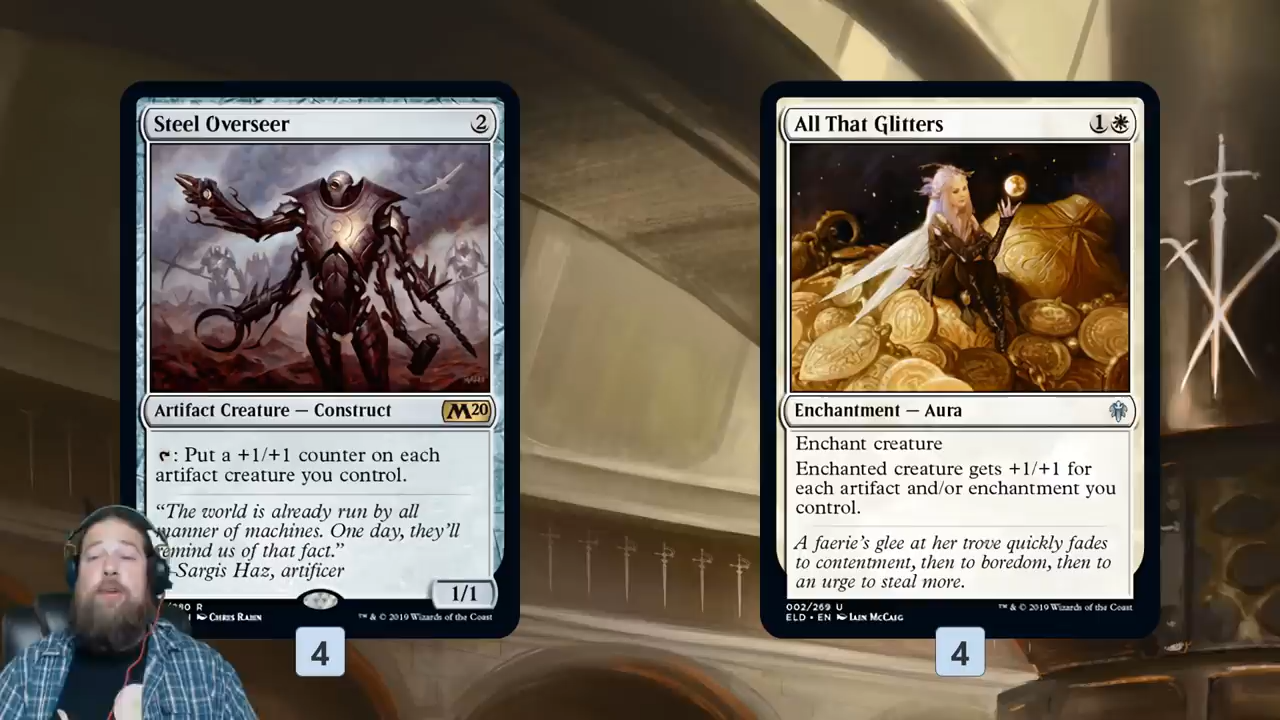 Steel Overseer 2
Artifact Creature — Construct M20
: Put a +1/+1 counter on each
artifact creature you control.
“The world is already run by all
manner of machines. One day, they’ll
remind us of that fact.”
—Sargis Haz, artificer
1/1
R
Chris Rahn
™ & © 2019 Wizards of the Coast
4
All That Glitters 1
Enchantment — Aura
Enchant creature
Enchanted creature gets +1/+1 for
each artifact and/or enchantment you
control.
A faerie’s glee at her trove quickly fades
to contentment, then to boredom, then to
an urge to steal more.
002/269 U
ELD • EN Iain McCaig
™ & © 2019 Wizards of the Coast
4